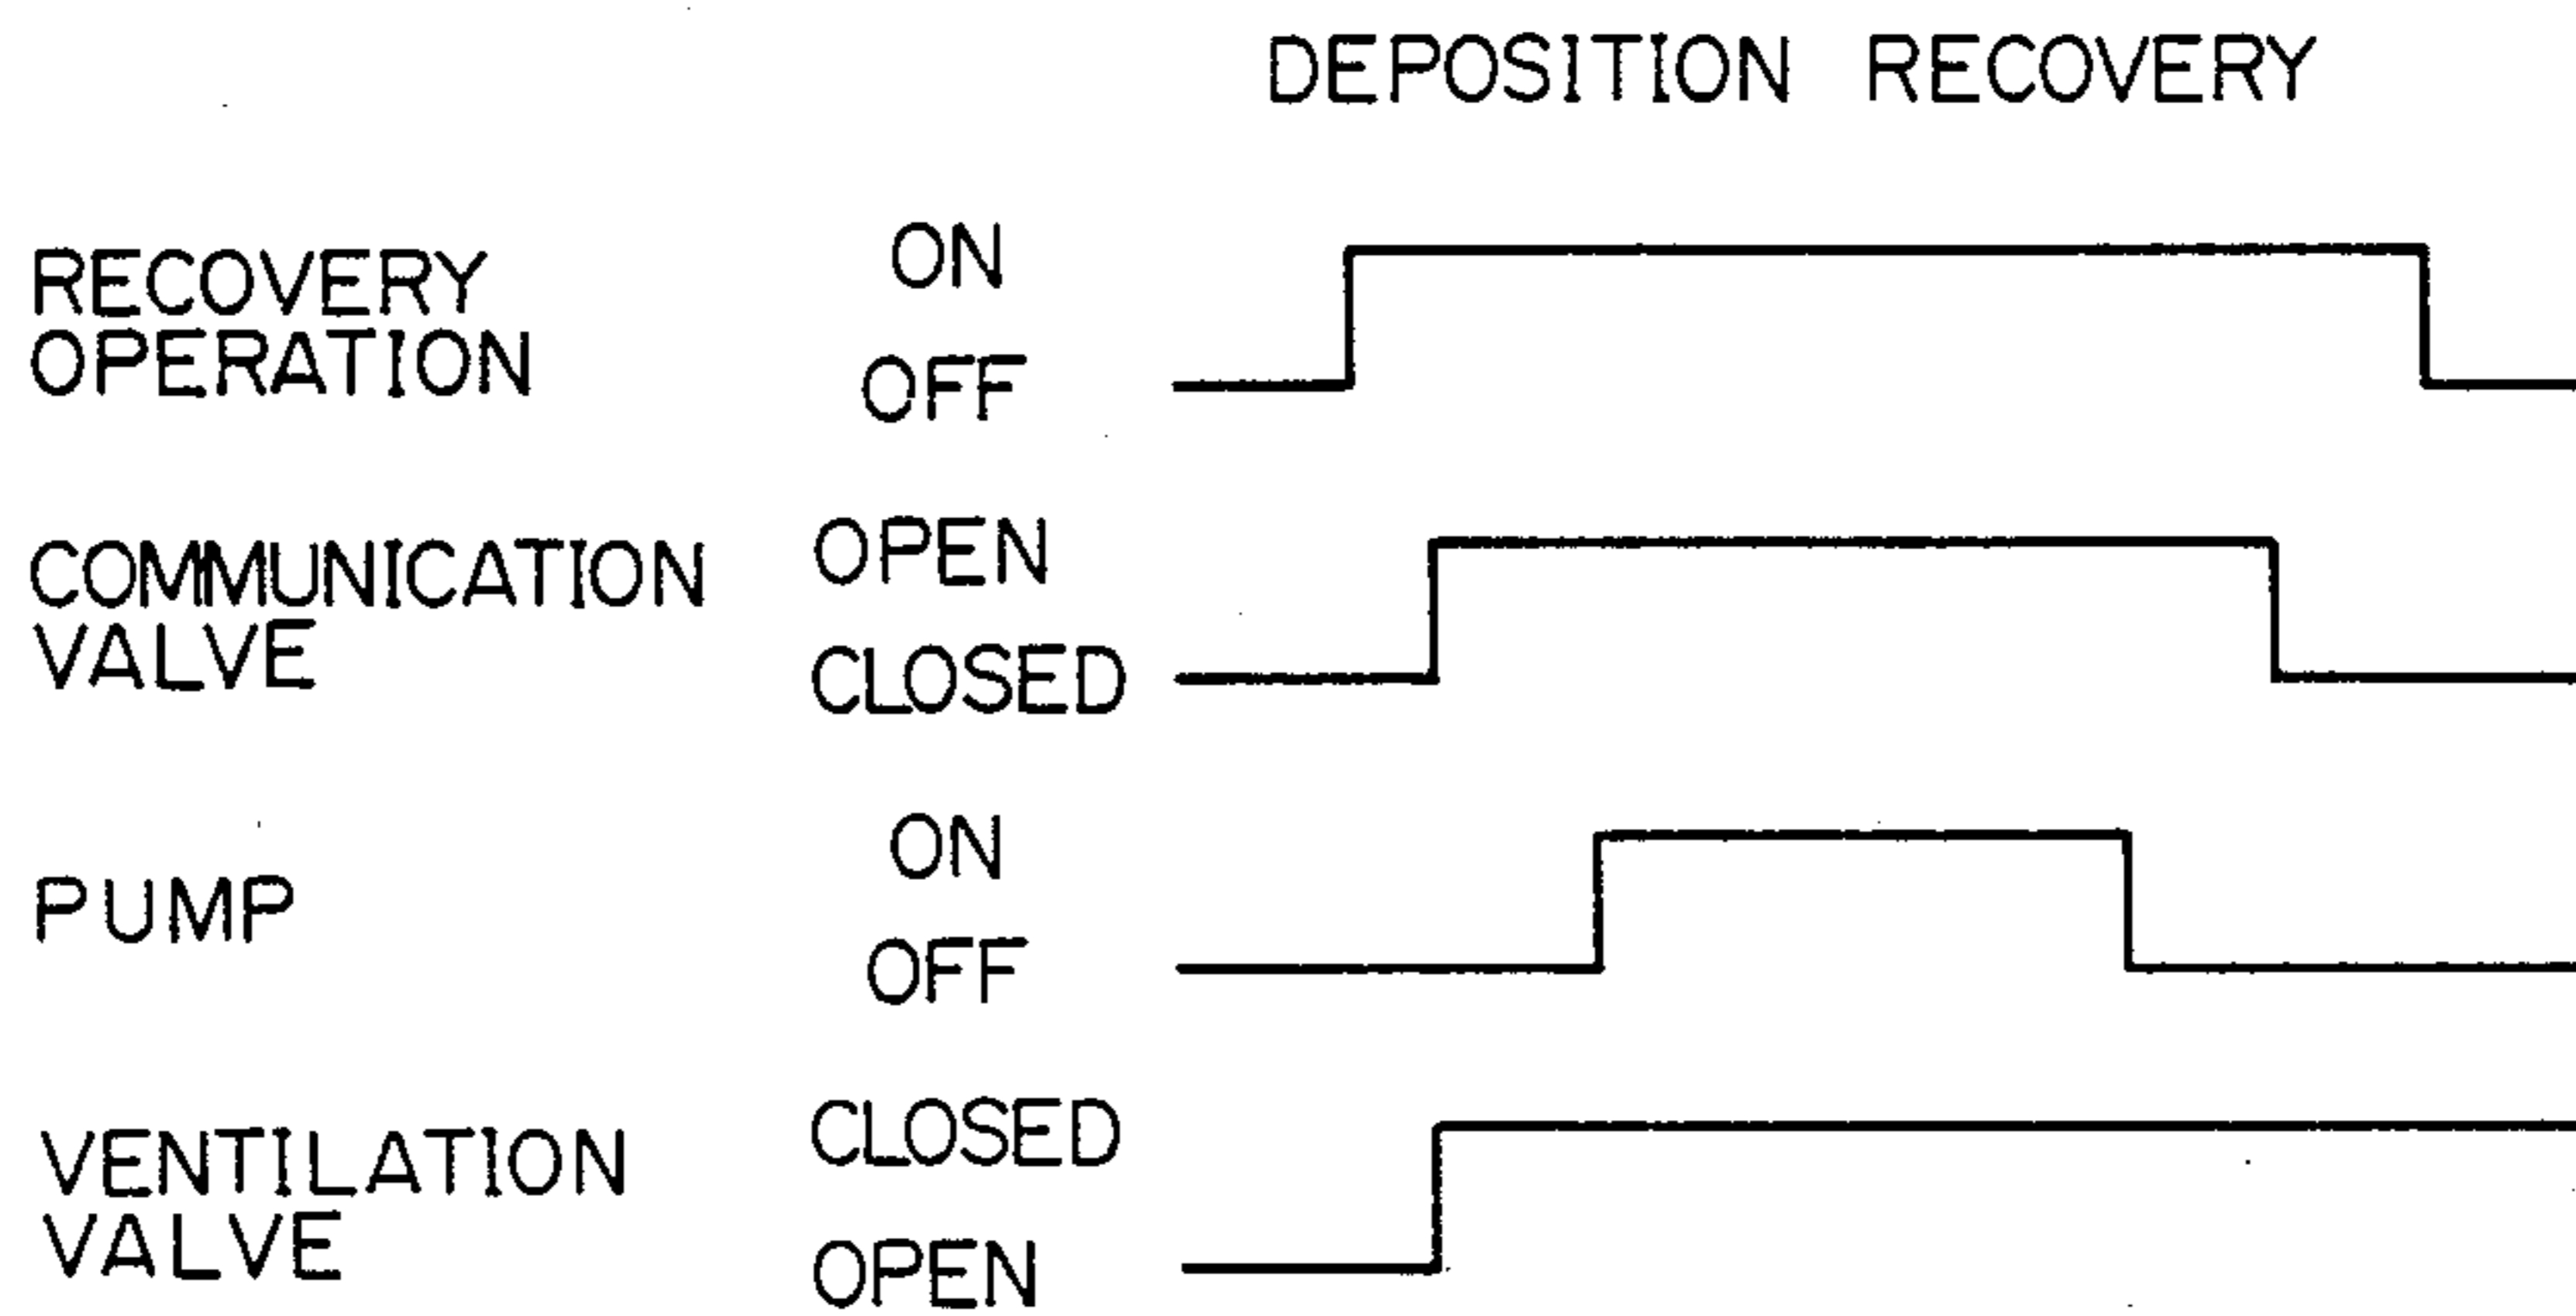 DEPOSITION RECOVERY
RECOVERY
OPERATION
ON
OFF
COMMUNICATION
VALVE
OPEN
CLOSED
PUMP
ON
OFF
VENTILATION
VALVE
CLOSED
OPEN